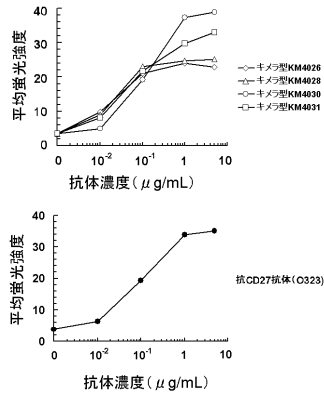 平均蛍光強度
40
30
20
10
0
0
10-2
10-1
1
10
抗体濃度(μg/mL)
キメラ型KM4026
キメラ型KM4028
キメラ型KM4030
キメラ型KM4031
平均蛍光強度
40
30
20
10
0
0
10-2
10-1
1
10
抗体濃度(μg/mL)
抗CD27抗体(O323)